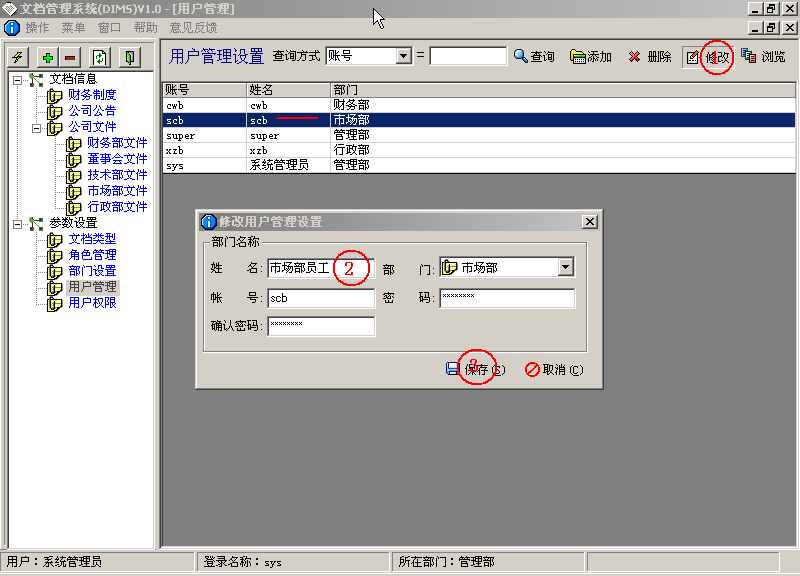 文档管理系统(DIMS)V1.0 - [用户管理]
操作 菜单 窗口 帮助 意见反馈
用户管理设置 查询方式 账号 = 查询 添加 删除 修改 浏览
文档信息
财务制度
公司公告
公司文件
财务部文件
董事会文件
技术部文件
市场部文件
行政部文件
参数设置
文档类型
角色管理
部门设置
用户管理
用户权限
账号 姓名 部门
cwb cwb 财务部
scb scb 市场部
super super 管理部
xzb xzb 行政部
sys 系统管理员 管理部
修改用户管理设置
部门名称
姓 名: 市场部员工 2 部 门: 市场部
帐 号: scb 密 码: ********
确认密码: ********
3 保存(S) 取消(C)
用户：系统管理员 登录名称：sys 所在部门：管理部